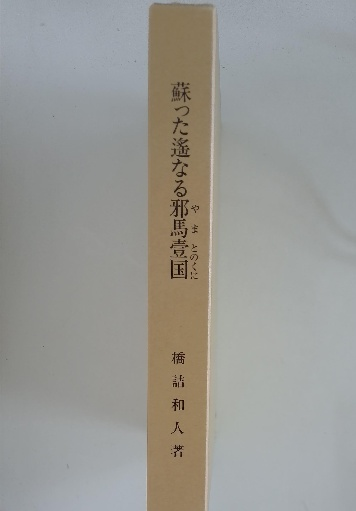 蘇った遙なる邪馬壹国
やまとのくに
橋詰和人著